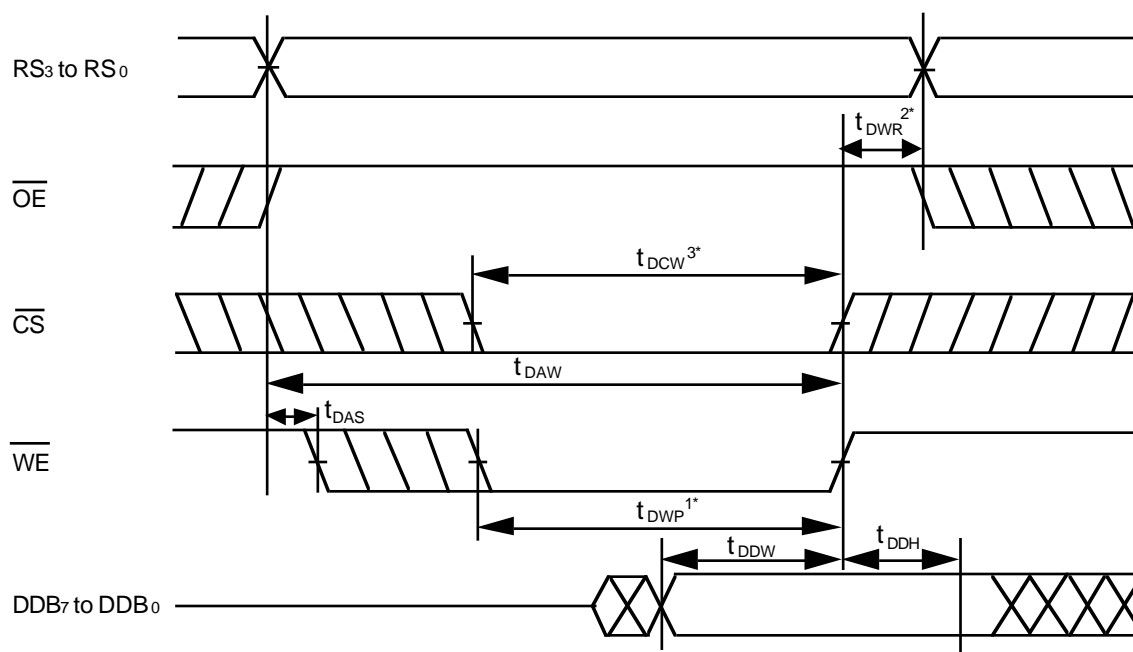 RS3 to RS0
tDWR2*
OE
tDCW3*
CS
tDAW
tDAS
WE
tDWP1*
tDDW
tDDH
DDB7 to DDB0